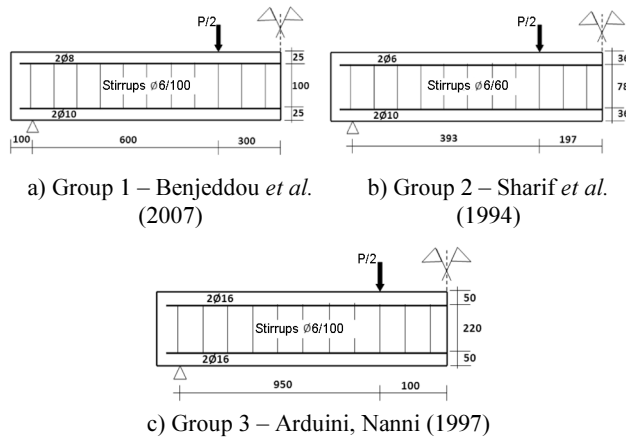 P/2
2Ø8
Stirrups Ø6/100
2Ø10
25
100
25
100
600
300
a) Group 1 – Benjeddou et al.
(2007)
P/2
2Ø6
Stirrups Ø6/60
2Ø10
36
78
36
393
197
b) Group 2 – Sharif et al.
(1994)
P/2
2Ø16
Stirrups Ø6/100
2Ø16
50
220
50
950
100
c) Group 3 – Arduini, Nanni (1997)